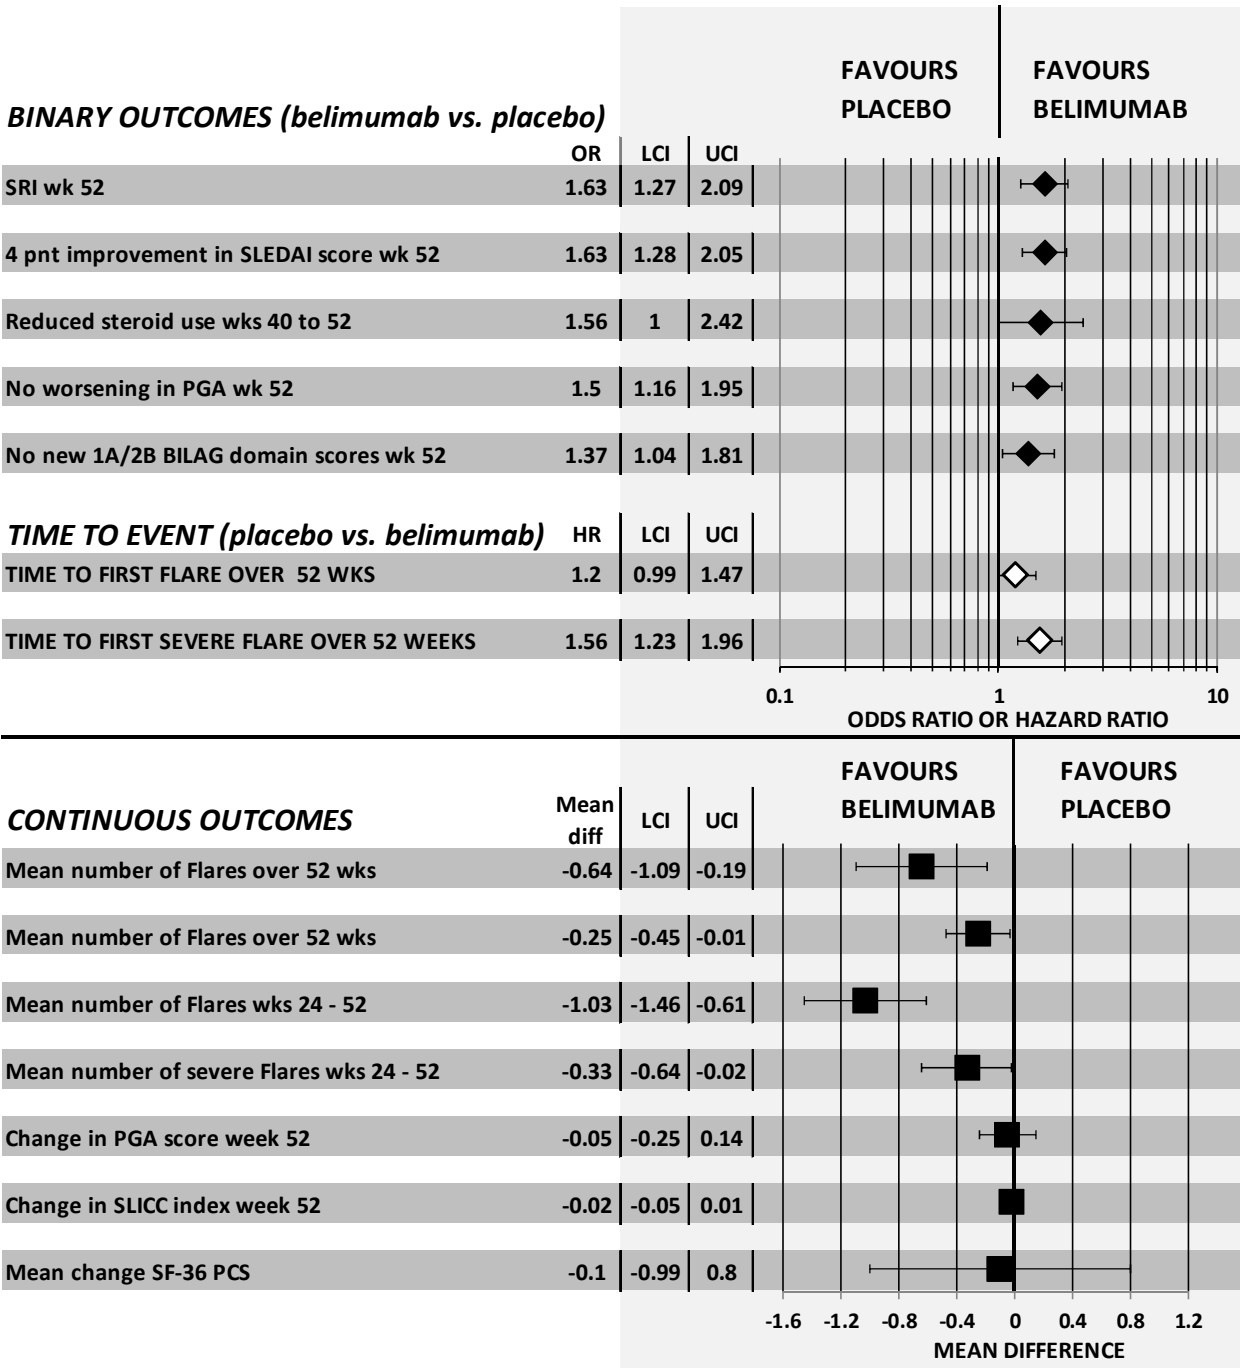 FAVOURS FAVOURS
PLACEBO BELIMUMAB
BINARY OUTCOMES (belimumab vs. placebo)
OR LCI UCI
SRI wk 52 1.63 1.27 2.09
4 pnt improvement in SLEDAI score wk 52 1.63 1.28 2.05
Reduced steroid use wks 40 to 52 1.56 1 2.42
No worsening in PGA wk 52 1.5 1.16 1.95
No new 1A/2B BILAG domain scores wk 52 1.37 1.04 1.81
TIME TO EVENT (placebo vs. belimumab) HR LCI UCI
TIME TO FIRST FLARE OVER 52 WKS 1.2 0.99 1.47
TIME TO FIRST SEVERE FLARE OVER 52 WEEKS 1.56 1.23 1.96
0.1 1 10
ODDS RATIO OR HAZARD RATIO
FAVOURS FAVOURS
BELIMUMAB PLACEBO
CONTINUOUS OUTCOMES Mean diff LCI UCI
Mean number of Flares over 52 wks -0.64 -1.09 -0.19
Mean number of Flares over 52 wks -0.25 -0.45 -0.01
Mean number of Flares wks 24 - 52 -1.03 -1.46 -0.61
Mean number of severe Flares wks 24 - 52 -0.33 -0.64 -0.02
Change in PGA score week 52 -0.05 -0.25 0.14
Change in SLICC index week 52 -0.02 -0.05 0.01
Mean change SF-36 PCS -0.1 -0.99 0.8
-1.6 -1.2 -0.8 -0.4 0 0.4 0.8 1.2
MEAN DIFFERENCE